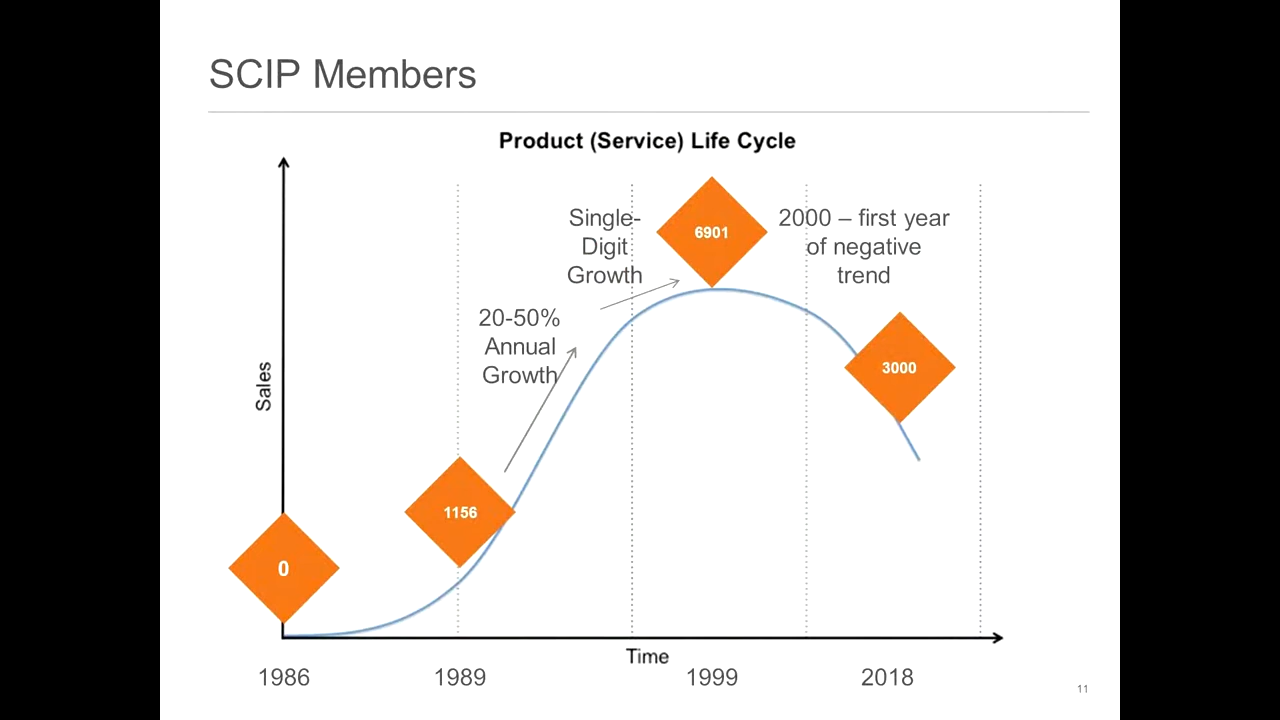 SCIP Members
Product (Service) Life Cycle
Single-
Digit
Growth
6901
2000 – first year
of negative
trend
20-50%
Annual
Growth
3000
Sales
1156
0
Time
1986
1989
1999
2018
11